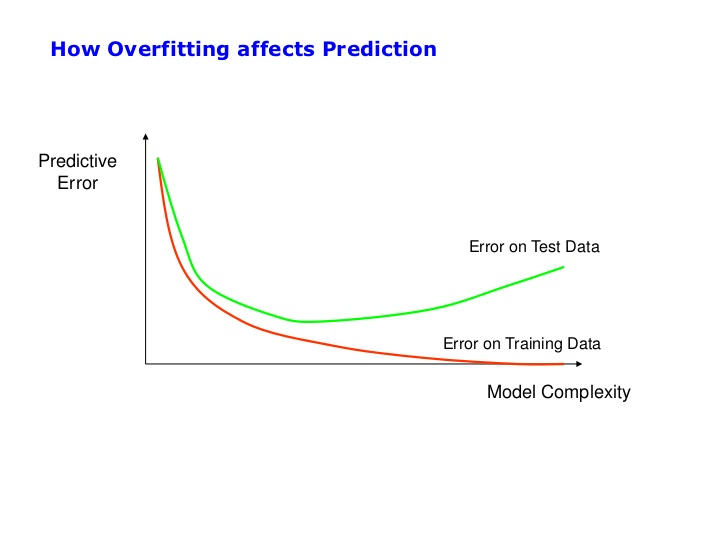 How Overfitting affects Prediction
Predictive
Error
Error on Test Data
Error on Training Data
Model Complexity